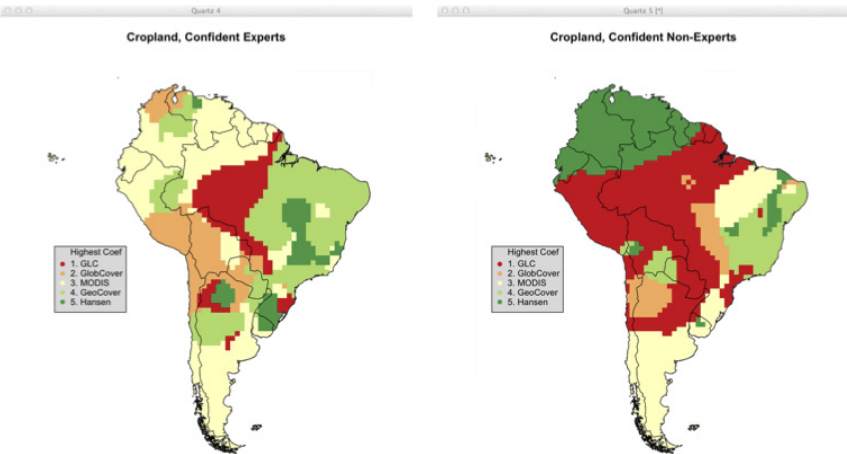 Quartz 4
Cropland, Confident Experts
Highest Coef
1. GLC
2. GlobCover
3. MODIS
4. GeoCover
5. Hansen
Quartz 5 [*]
Cropland, Confident Non-Experts
Highest Coef
1. GLC
2. GlobCover
3. MODIS
4. GeoCover
5. Hansen